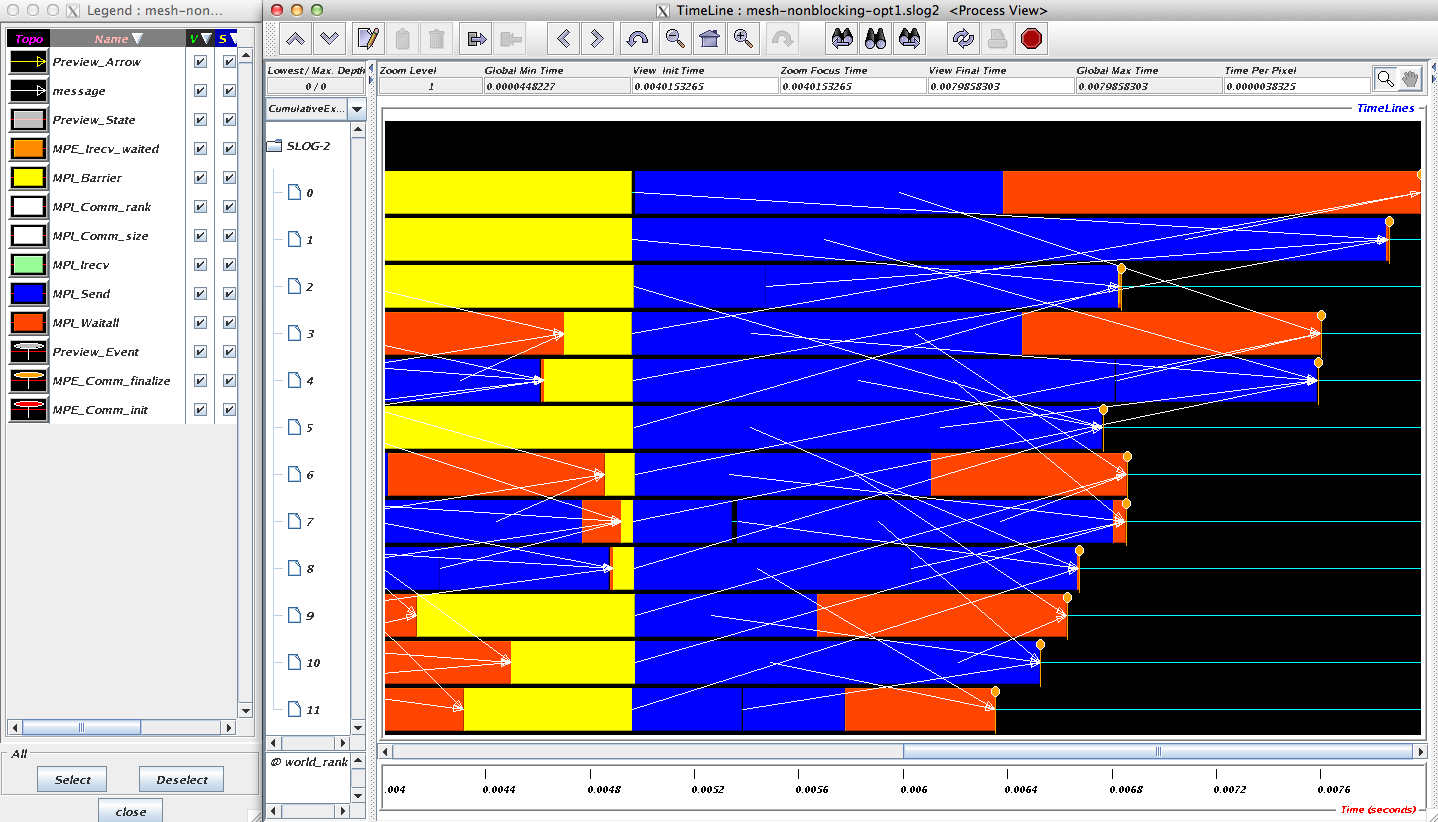 Legend : mesh-non...
Topo Name V S
Preview_Arrow
message
Preview_State
MPE_Irecv_waited
MPI_Barrier
MPI_Comm_rank
MPI_Comm_size
MPI_Irecv
MPI_Send
MPI_Waitall
Preview_Event
MPE_Comm_finalize
MPE_Comm_init
All
Select Deselect
close
TimeLine : mesh-nonblocking-opt1.slog2 <Process View>
Lowest / Max. Depth Zoom Level Global Min Time View Init Time Zoom Focus Time View Final Time Global Max Time Time Per Pixel
0 / 0 1 0.0000448227 0.0040153265 0.0040153265 0.0079858303 0.0079858303 0.0000038325
CumulativeEx...
TimeLines
SLOG-2
0
1
2
3
4
5
6
7
8
9
10
11
@ world_rank
.004 0.0044 0.0048 0.0052 0.0056 0.006 0.0064 0.0068 0.0072 0.0076
Time (seconds)